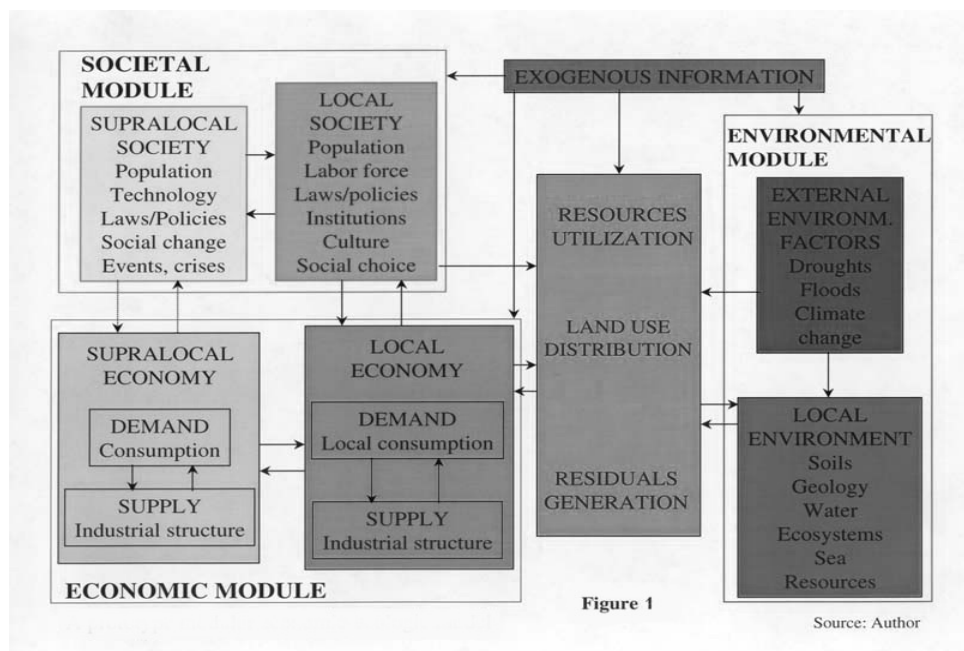 SOCIETAL
MODULE
SUPRALOCAL
SOCIETY
Population
Technology
Laws/Policies
Social change
Events, crises
LOCAL
SOCIETY
Population
Labor force
Laws/policies
Institutions
Culture
Social choice
EXOGENOUS INFORMATION
RESOURCES
UTILIZATION
LAND USE
DISTRIBUTION
RESIDUALS
GENERATION
ENVIRONMENTAL
MODULE
EXTERNAL
ENVIRONM.
FACTORS
Droughts
Floods
Climate
change
LOCAL
ENVIRONMENT
Soils
Geology
Water
Ecosystems
Sea
Resources
SUPRALOCAL
ECONOMY
DEMAND
Consumption
SUPPLY
Industrial structure
LOCAL
ECONOMY
DEMAND
Local consumption
SUPPLY
Industrial structure
ECONOMIC MODULE
Figure 1
Source: Author